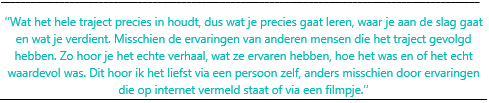 “Wat het hele traject precies in houdt, dus wat je precies gaat leren, waar je aan de slag gaat
en wat je verdient. Misschien de ervaringen van anderen mensen die het traject gevolgd
hebben. Zo hoor je het echte verhaal, wat ze ervaren hebben, hoe het was en of het echt
waardevol was. Dit hoor ik het liefst via een persoon zelf, anders misschien door ervaringen
die op internet vermeld staat of via een filmpje.”